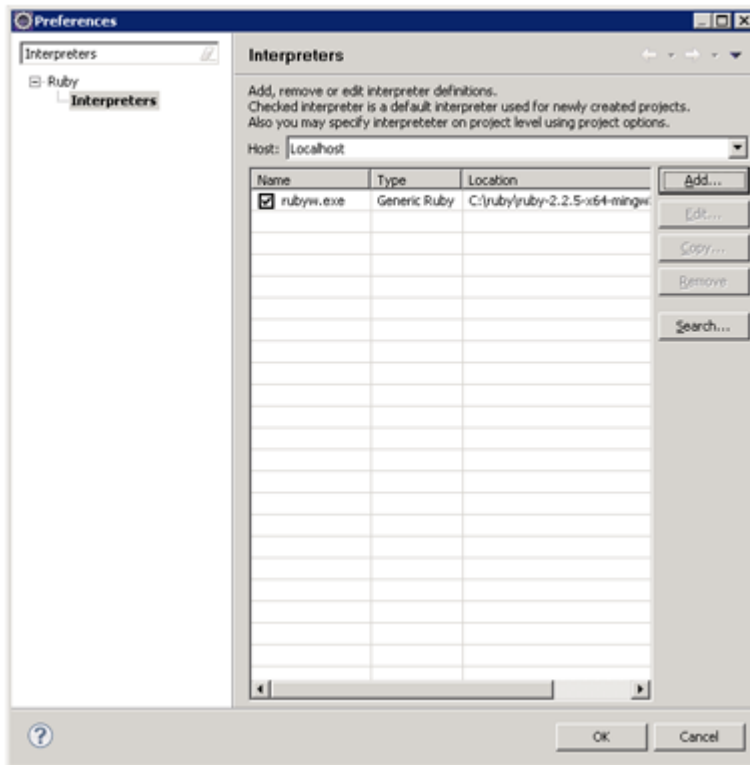 Preferences
Interpreters
Ruby
Interpreters
Interpreters
Add, remove or edit interpreter definitions.
Checked interpreter is a default interpreter used for newly created projects.
Also you may specify interpreteter on project level using project options.
Host: Localhost
Name Type Location
rubyw.exe Generic Ruby C:\ruby\ruby-2.2.5-x64-mingw
Add...
Edit...
Copy...
Remove
Search...
? OK Cancel